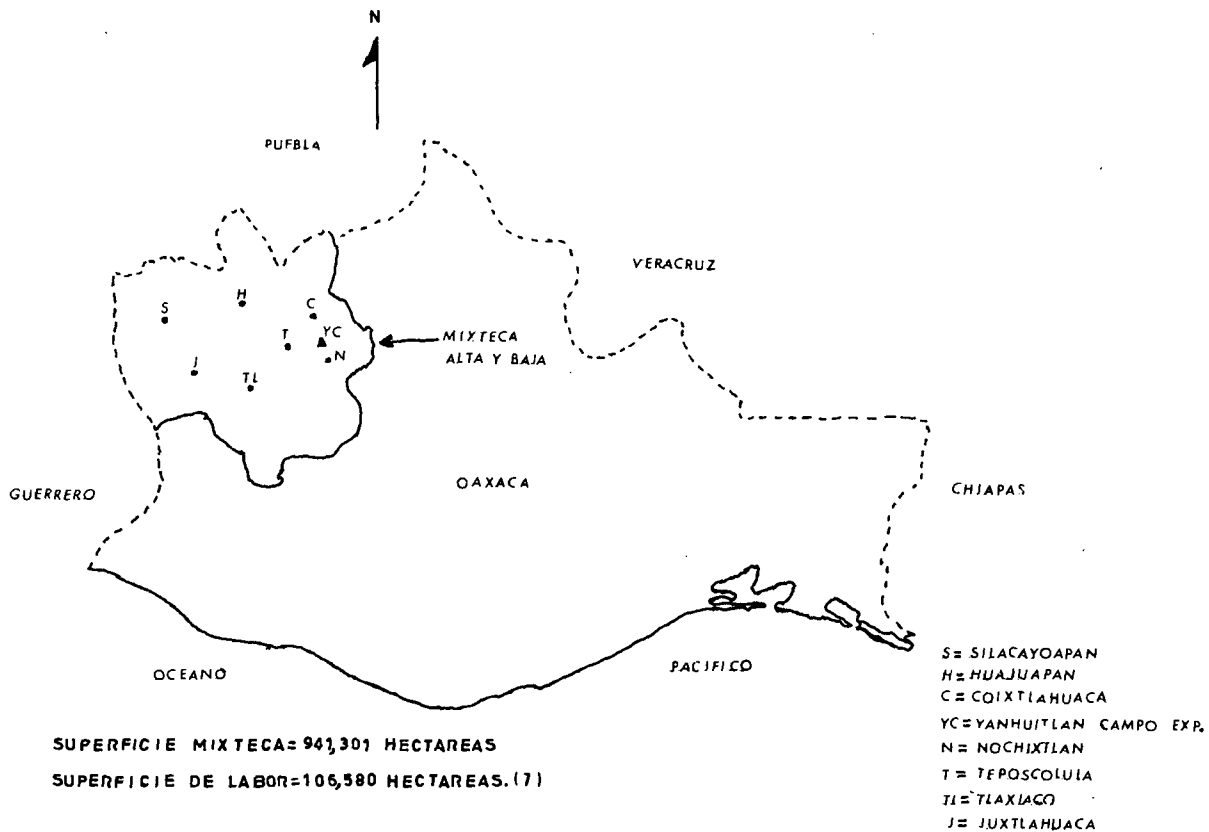 N
PUEBLA
VERACRUZ
H
S
C
YC
T
N
J
TL
MIXTECA
ALTA Y BAJA
GUERRERO
OAXACA
CHIAPAS
OCEANO
PACIFICO
S= SILACAYOAPAN
H= HUAJUAPAN
C= COIXTLAHUACA
YC= YANHUITLAN CAMPO EXP.
N= NOCHIXTLAN
T= TEPOSCOLULA
TL= TLAXIACO
J= JUXTLAHUACA
SUPERFICIE MIXTECA= 941,301 HECTAREAS
SUPERFICIE DE LABOR=106,580 HECTAREAS.(7)